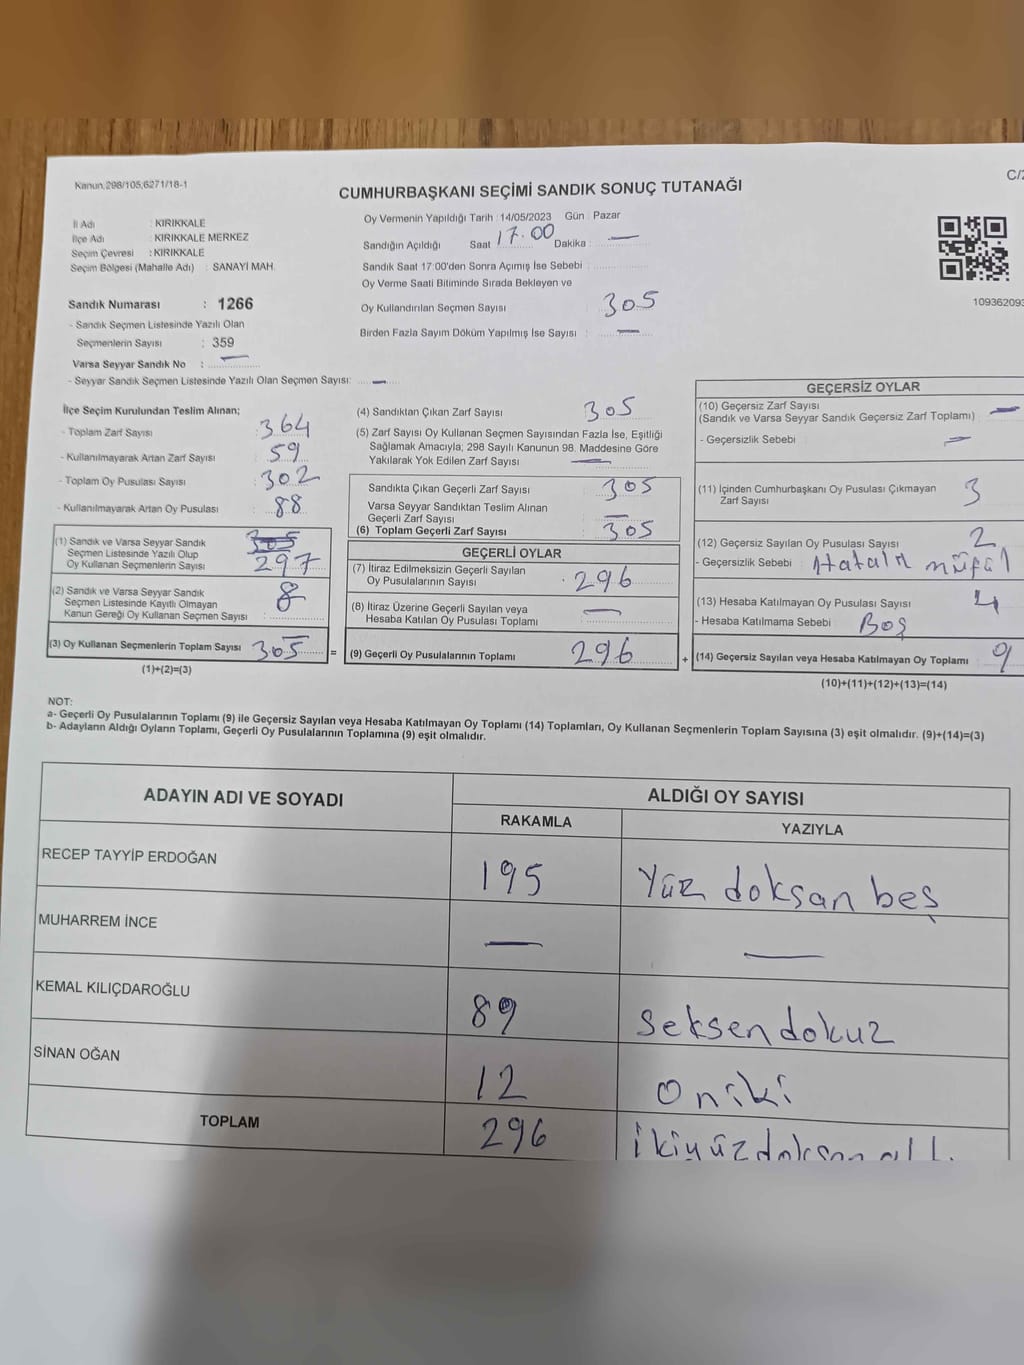 Kanun,298/105,6271/18-1
C/2
CUMHURBAŞKANI SEÇİMİ SANDIK SONUÇ TUTANAĞI
İl Adı : KIRIKKALE
İlçe Adı : KIRIKKALE MERKEZ
Seçim Çevresi : KIRIKKALE
Seçim Bölgesi (Mahalle Adı) : SANAYİ MAH.
Sandık Numarası : 1266
- Sandık Seçmen Listesinde Yazılı Olan
Seçmenlerin Sayısı : 359
Varsa Seyyar Sandık No : —
- Seyyar Sandık Seçmen Listesinde Yazılı Olan Seçmen Sayısı: —
Oy Vermenin Yapıldığı Tarih : 14/05/2023 Gün : Pazar
Sandığın Açıldığı Saat 17.00 Dakika : —
Sandık Saat 17:00'den Sonra Açımış İse Sebebi :
Oy Verme Saati Bitiminde Sırada Bekleyen ve
Oy Kullandırılan Seçmen Sayısı : 305
Birden Fazla Sayım Döküm Yapılmış İse Sayısı : —
109362093
İlçe Seçim Kurulundan Teslim Alınan;
- Toplam Zarf Sayısı : 364
- Kullanılmayarak Artan Zarf Sayısı : 59
- Toplam Oy Pusulası Sayısı : 302
- Kullanılmayarak Artan Oy Pusulası : 88
(1) Sandık ve Varsa Seyyar Sandık 305
Seçmen Listesinde Yazılı Olup
Oy Kullanan Seçmenlerin Sayısı 297
(2) Sandık ve Varsa Seyyar Sandık
Seçmen Listesinde Kayıtlı Olmayan
Kanun Gereği Oy Kullanan Seçmen Sayısı : 8
(3) Oy Kullanan Seçmenlerin Toplam Sayısı 305
(1)+(2)=(3)
=
(4) Sandıktan Çıkan Zarf Sayısı : 305
(5) Zarf Sayısı Oy Kullanan Seçmen Sayısından Fazla İse, Eşitliği
Sağlamak Amacıyla; 298 Sayılı Kanunun 98. Maddesine Göre
Yakılarak Yok Edilen Zarf Sayısı —
Sandıkta Çıkan Geçerli Zarf Sayısı : 305
Varsa Seyyar Sandıktan Teslim Alınan
Geçerli Zarf Sayısı : —
(6) Toplam Geçerli Zarf Sayısı : 305
GEÇERLİ OYLAR
(7) İtiraz Edilmeksizin Geçerli Sayılan
Oy Pusulalarının Sayısı : 296
(8) İtiraz Üzerine Geçerli Sayılan veya
Hesaba Katılan Oy Pusulası Toplamı —
(9) Geçerli Oy Pusulalarının Toplamı 296
+
GEÇERSİZ OYLAR
(10) Geçersiz Zarf Sayısı
(Sandık ve Varsa Seyyar Sandık Geçersiz Zarf Toplamı) : —
- Geçersizlik Sebebi : —
(11) İçinden Cumhurbaşkanı Oy Pusulası Çıkmayan
Zarf Sayısı 3
(12) Geçersiz Sayılan Oy Pusulası Sayısı : 2
- Geçersizlik Sebebi : Hatalı
(13) Hesaba Katılmayan Oy Pusulası Sayısı : 4
- Hesaba Katılmama Sebebi : Boş
(14) Geçersiz Sayılan veya Hesaba Katılmayan Oy Toplamı : 9
(10)+(11)+(12)+(13)=(14)
NOT:
a- Geçerli Oy Pusulalarının Toplamı (9) ile Geçersiz Sayılan veya Hesaba Katılmayan Oy Toplamı (14) Toplamları, Oy Kullanan Seçmenlerin Toplam Sayısına (3) eşit olmalıdır. (9)+(14)=(3)
b- Adayların Aldığı Oyların Toplamı, Geçerli Oy Pusulalarının Toplamına (9) eşit olmalıdır.
ADAYIN ADI VE SOYADI
ALDIĞI OY SAYISI
RAKAMLA YAZIYLA
RECEP TAYYİP ERDOĞAN 195 Yüz doksan beş
MUHARREM İNCE — —
KEMAL KILIÇDAROĞLU 89 Seksen dokuz
SİNAN OĞAN 12 Oniki
TOPLAM 296 İkiyüzdoksan altı